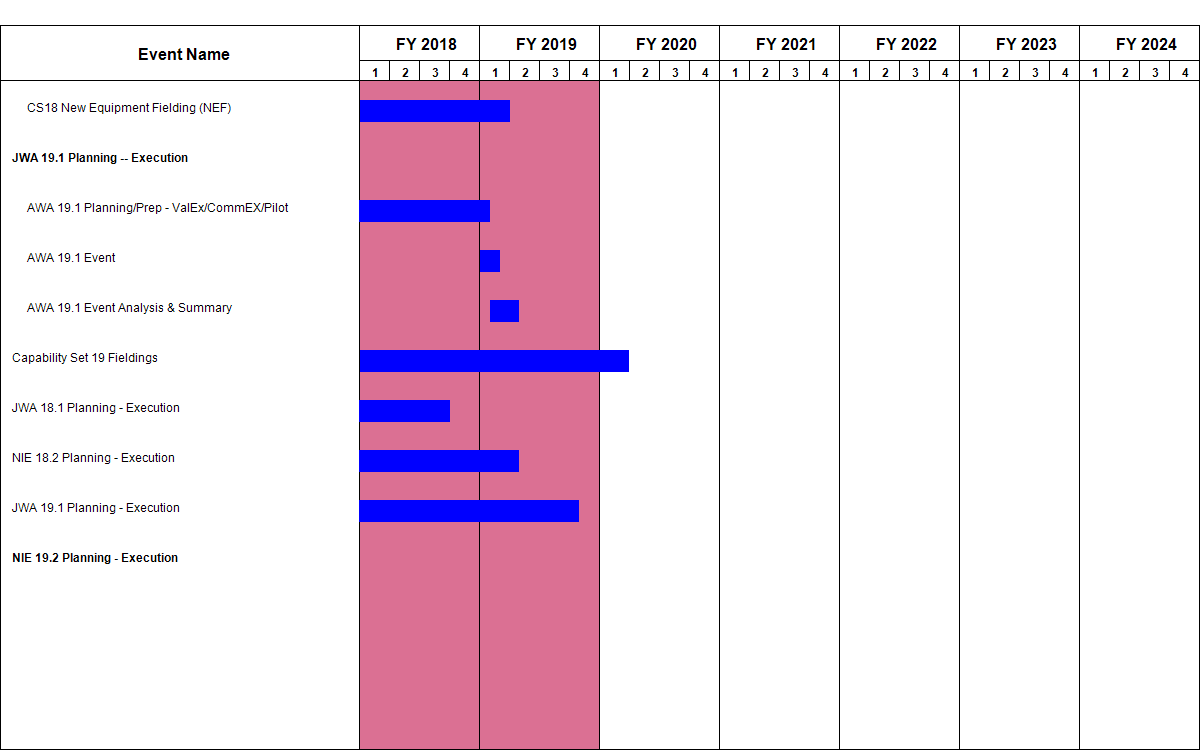 Event Name
FY 2018 FY 2019 FY 2020 FY 2021 FY 2022 FY 2023 FY 2024
1 2 3 4 1 2 3 4 1 2 3 4 1 2 3 4 1 2 3 4 1 2 3 4 1 2 3 4
CS18 New Equipment Fielding (NEF)
JWA 19.1 Planning -- Execution
AWA 19.1 Planning/Prep - ValEx/CommEX/Pilot
AWA 19.1 Event
AWA 19.1 Event Analysis & Summary
Capability Set 19 Fieldings
JWA 18.1 Planning - Execution
NIE 18.2 Planning - Execution
JWA 19.1 Planning - Execution
NIE 19.2 Planning - Execution